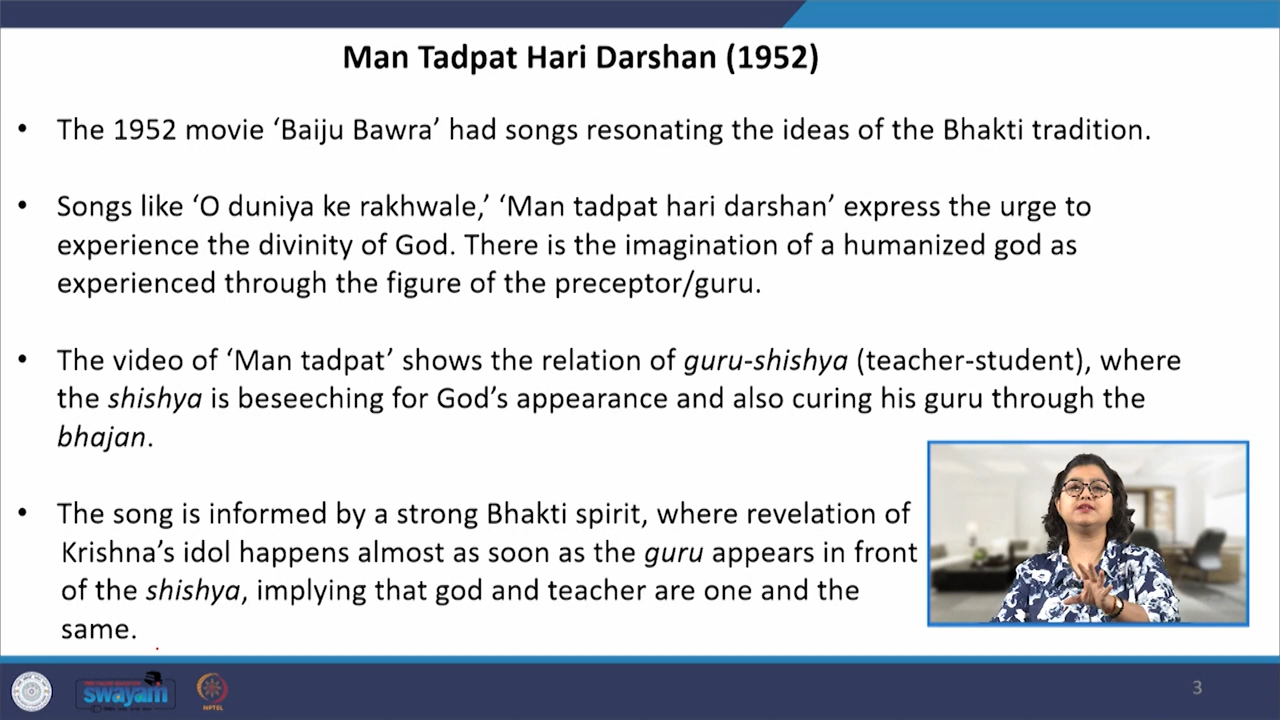 Man Tadpat Hari Darshan (1952)
• The 1952 movie ‘Baiju Bawra’ had songs resonating the ideas of the Bhakti tradition.
• Songs like ‘O duniya ke rakhwale,’ ‘Man tadpat hari darshan’ express the urge to
experience the divinity of God. There is the imagination of a humanized god as
experienced through the figure of the preceptor/guru.
• The video of ‘Man tadpat’ shows the relation of guru-shishya (teacher-student), where
the shishya is beseeching for God’s appearance and also curing his guru through the
bhajan.
• The song is informed by a strong Bhakti spirit, where revelation of
Krishna’s idol happens almost as soon as the guru appears in front
of the shishya, implying that god and teacher are one and the
same.
swayam
NPTEL
3